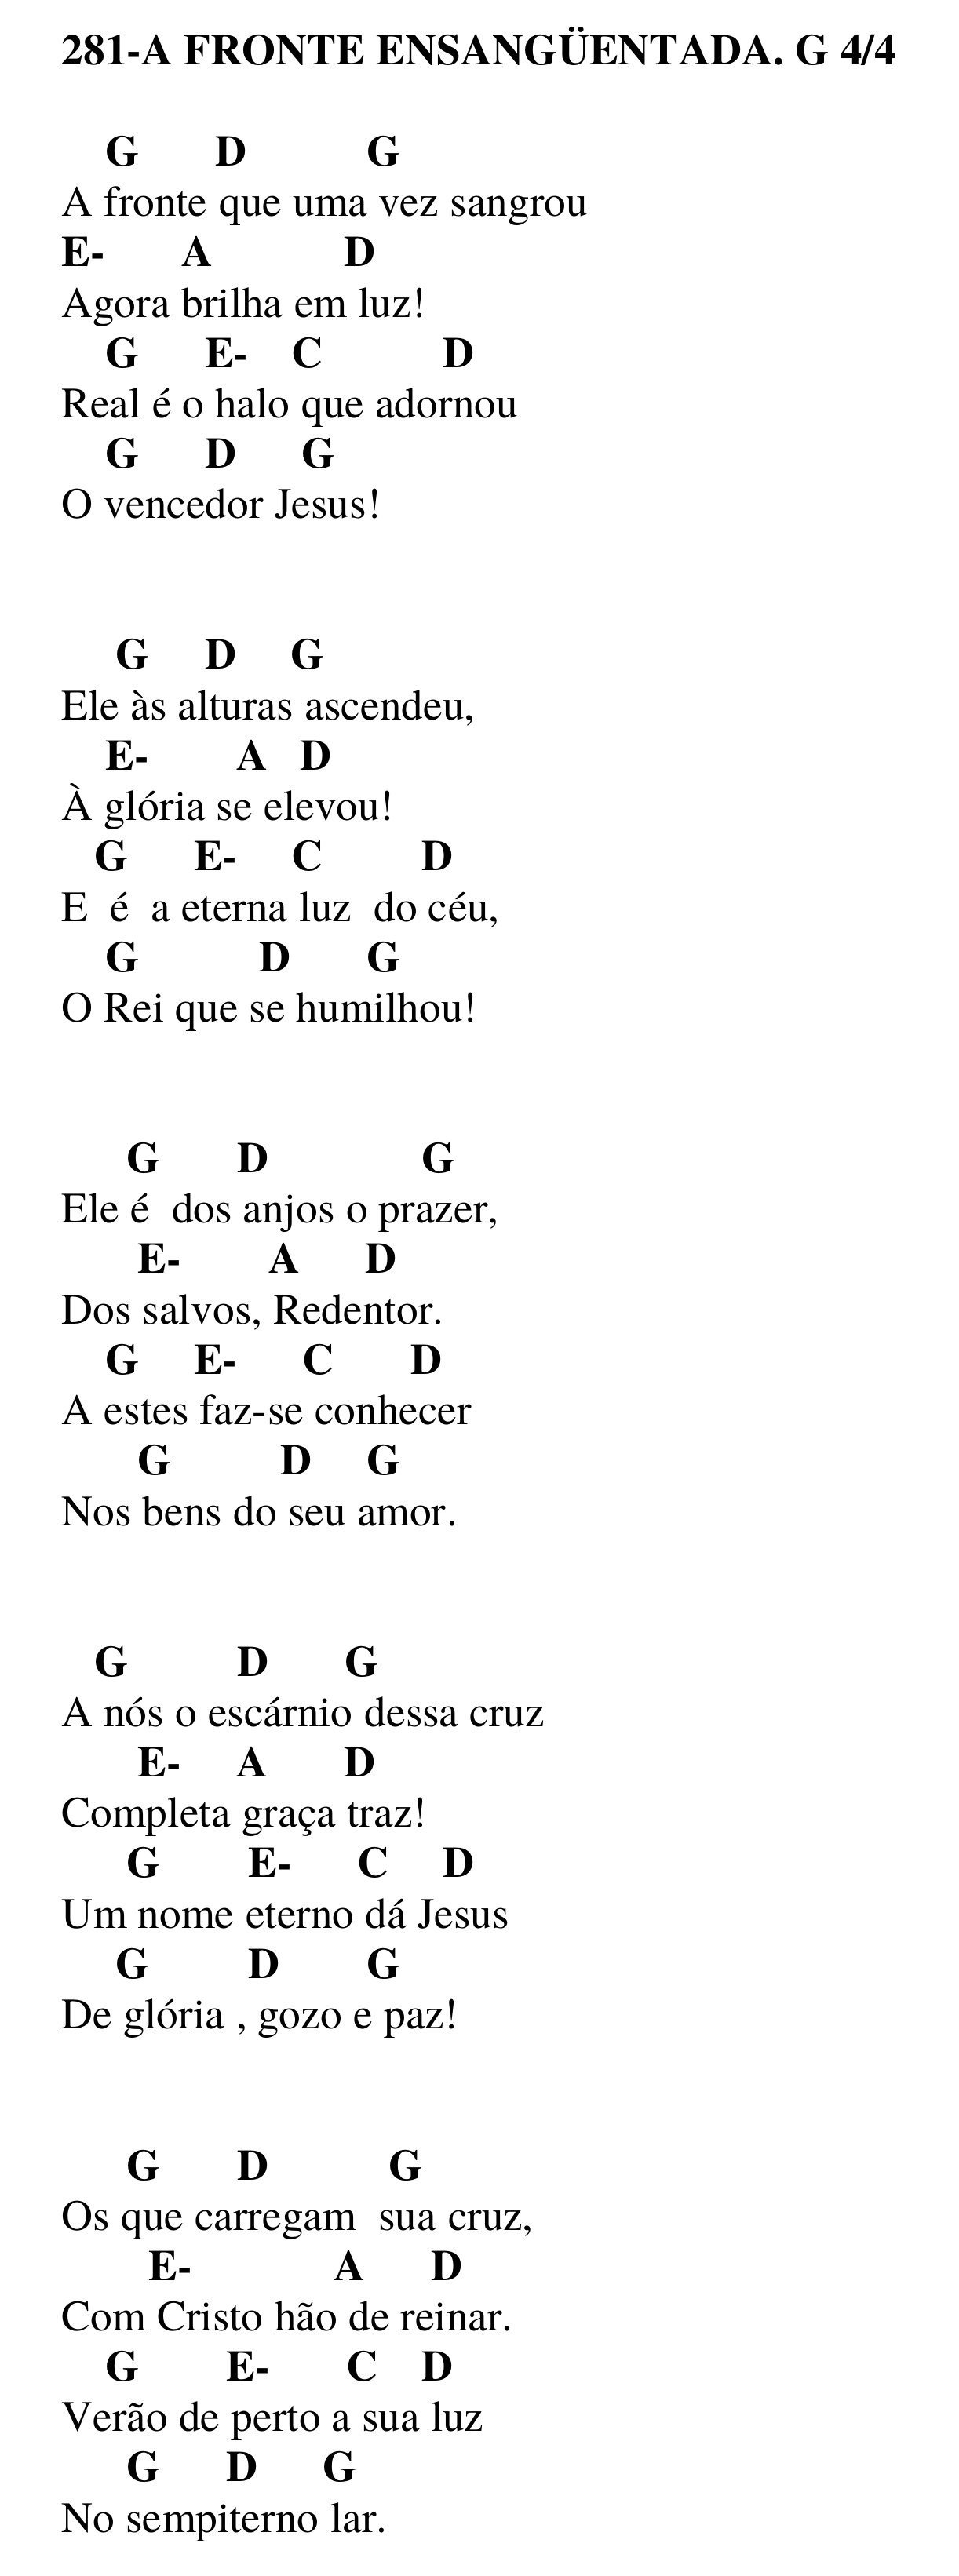 281-A FRONTE ENSANGÜENTADA. G 4/4
G D G
A fronte que uma vez sangrou
E- A D
Agora brilha em luz!
G E- C D
Real é o halo que adornou
G D G
O vencedor Jesus!
G D G
Ele às alturas ascendeu,
E- A D
À glória se elevou!
G E- C D
E é a eterna luz do céu,
G D G
O Rei que se humilhou!
G D G
Ele é dos anjos o prazer,
E- A D
Dos salvos, Redentor.
G E- C D
A estes faz-se conhecer
G D G
Nos bens do seu amor.
G D G
A nós o escárnio dessa cruz
E- A D
Completa graça traz!
G E- C D
Um nome eterno dá Jesus
G D G
De glória , gozo e paz!
G D G
Os que carregam sua cruz,
E- A D
Com Cristo hão de reinar.
G E- C D
Verão de perto a sua luz
G D G
No sempiterno lar.